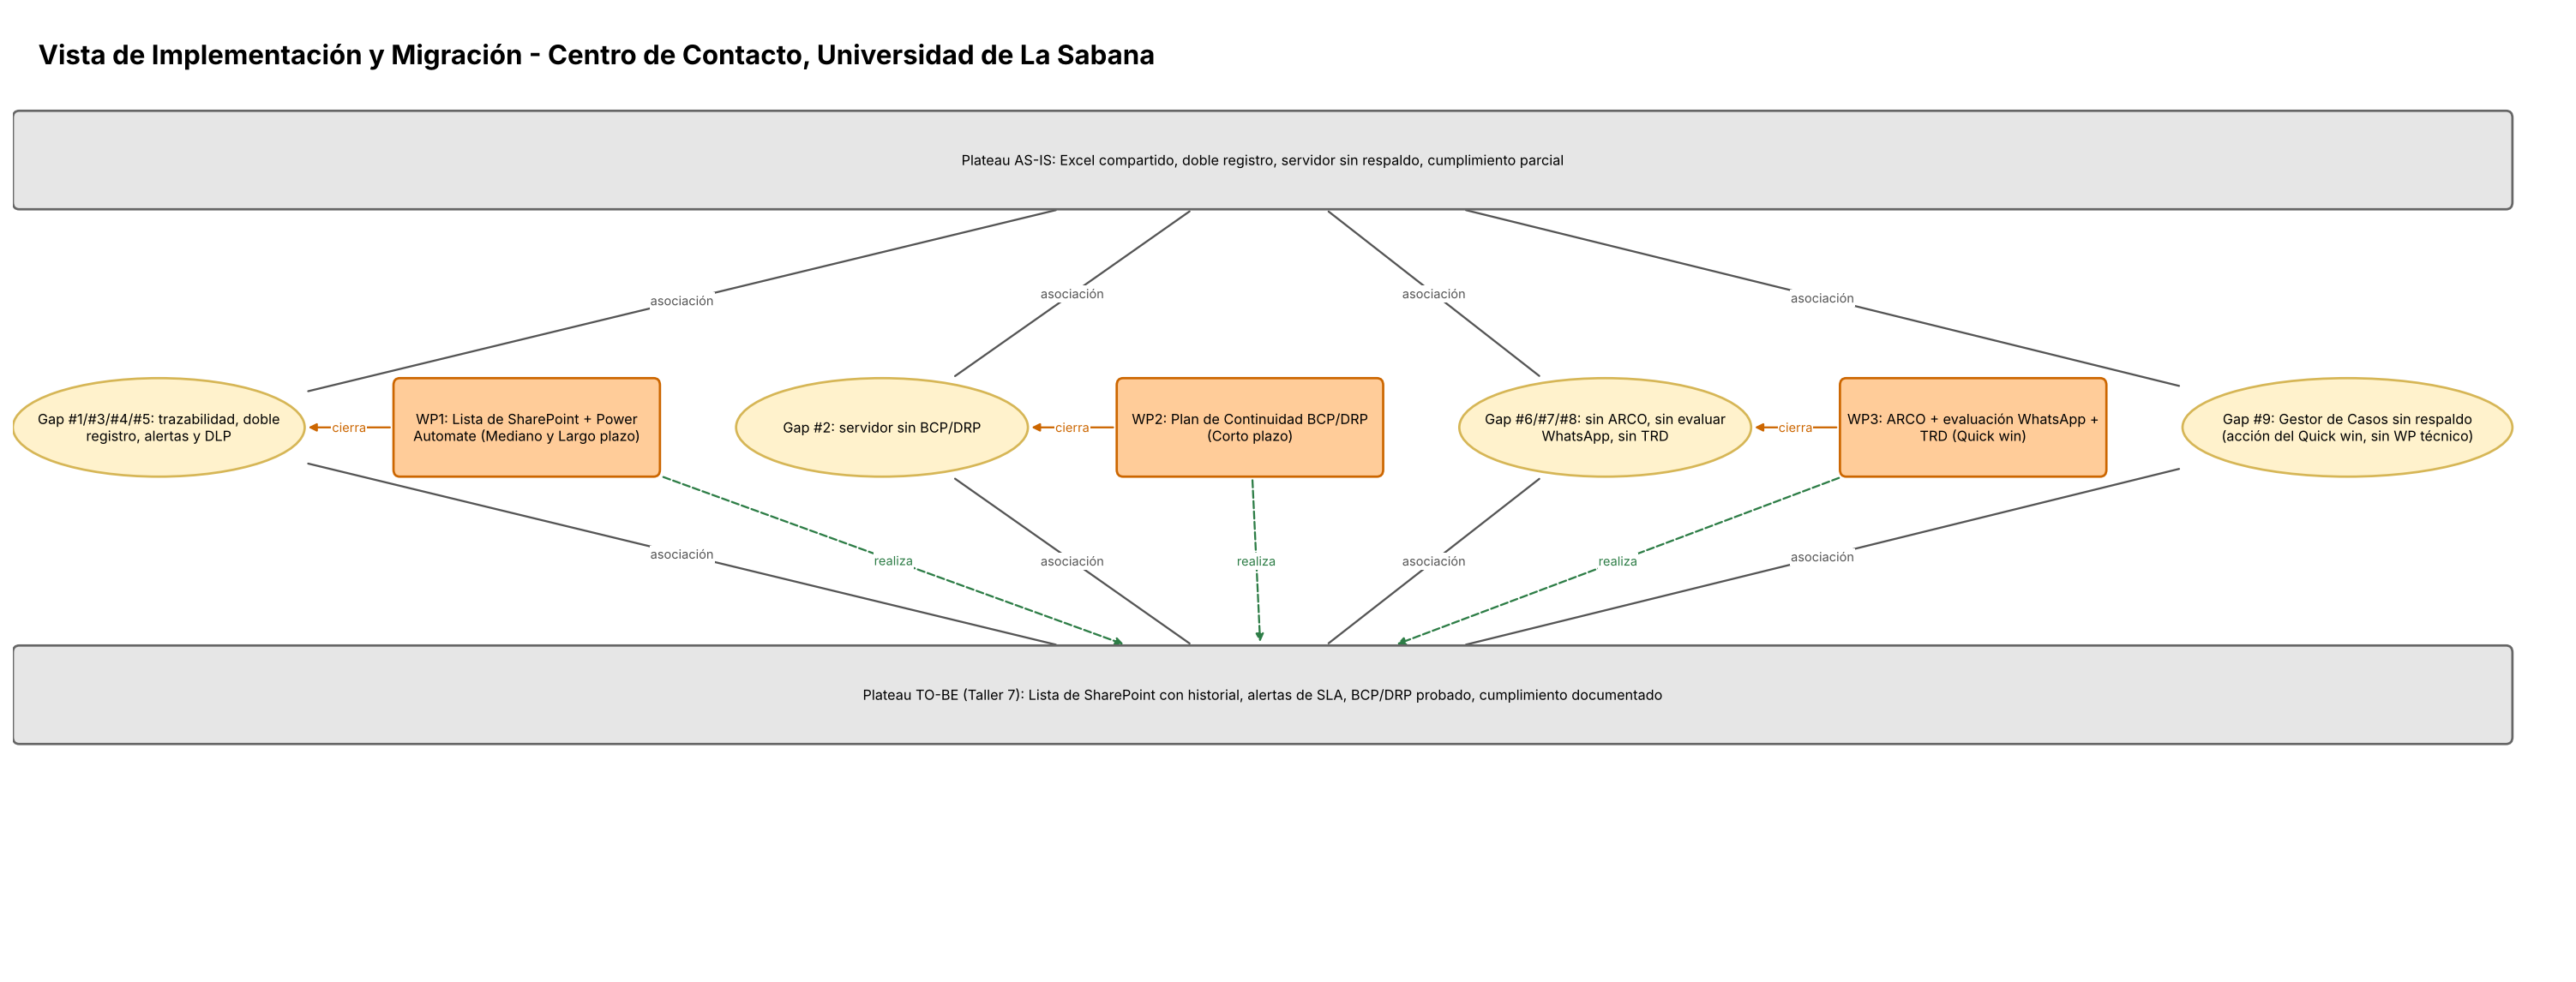 Vista de Implementación y Migración - Centro de Contacto, Universidad de La Sabana
Plateau AS-IS: Excel compartido, doble registro, servidor sin respaldo, cumplimiento parcial
asociación
asociación
asociación
asociación
Gap #1/#3/#4/#5: trazabilidad, doble
registro, alertas y DLP
cierra
WP1: Lista de SharePoint + Power
Automate (Mediano y Largo plazo)
Gap #2: servidor sin BCP/DRP
cierra
WP2: Plan de Continuidad BCP/DRP
(Corto plazo)
Gap #6/#7/#8: sin ARCO, sin evaluar
WhatsApp, sin TRD
cierra
WP3: ARCO + evaluación WhatsApp +
TRD (Quick win)
Gap #9: Gestor de Casos sin respaldo
(acción del Quick win, sin WP técnico)
asociación
realiza
asociación
realiza
asociación
realiza
asociación
Plateau TO-BE (Taller 7): Lista de SharePoint con historial, alertas de SLA, BCP/DRP probado, cumplimiento documentado